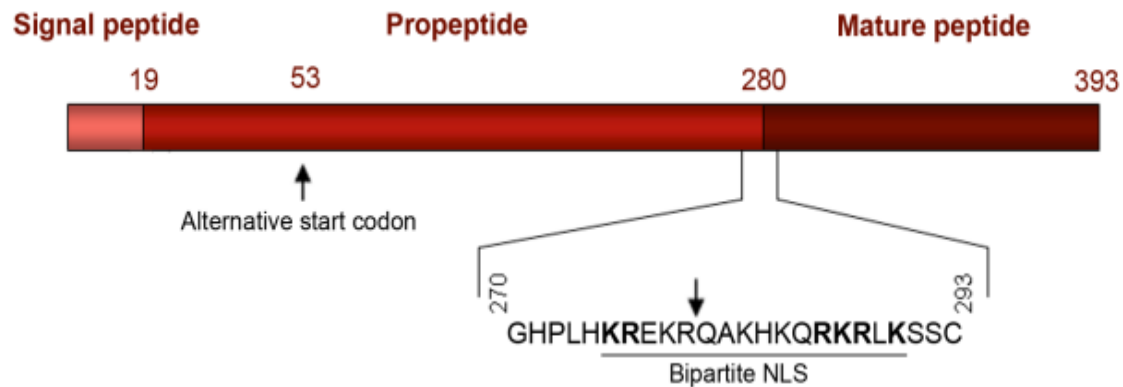 Signal peptide Propeptide Mature peptide
19 53 280 393
Alternative start codon
270 293
GHPLHKREKRQAKHKQRKRLKSSC
Bipartite NLS